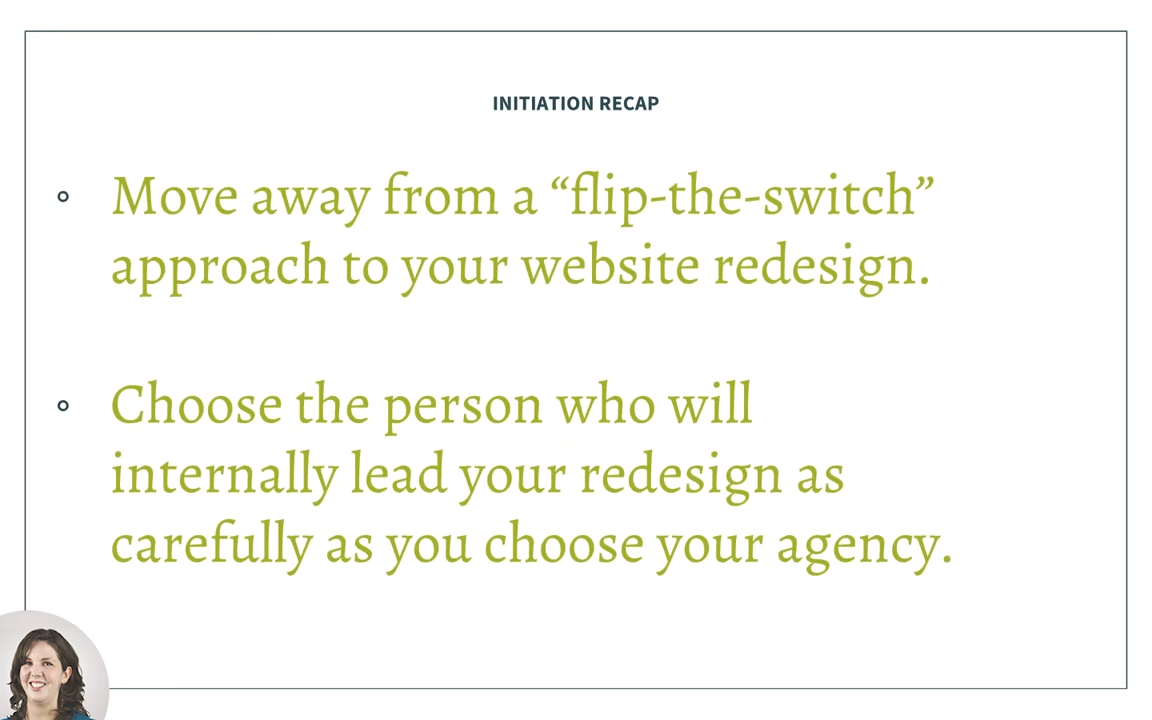 INITIATION RECAP
Move away from a “flip-the-switch”
approach to your website redesign.
Choose the person who will
internally lead your redesign as
carefully as you choose your agency.